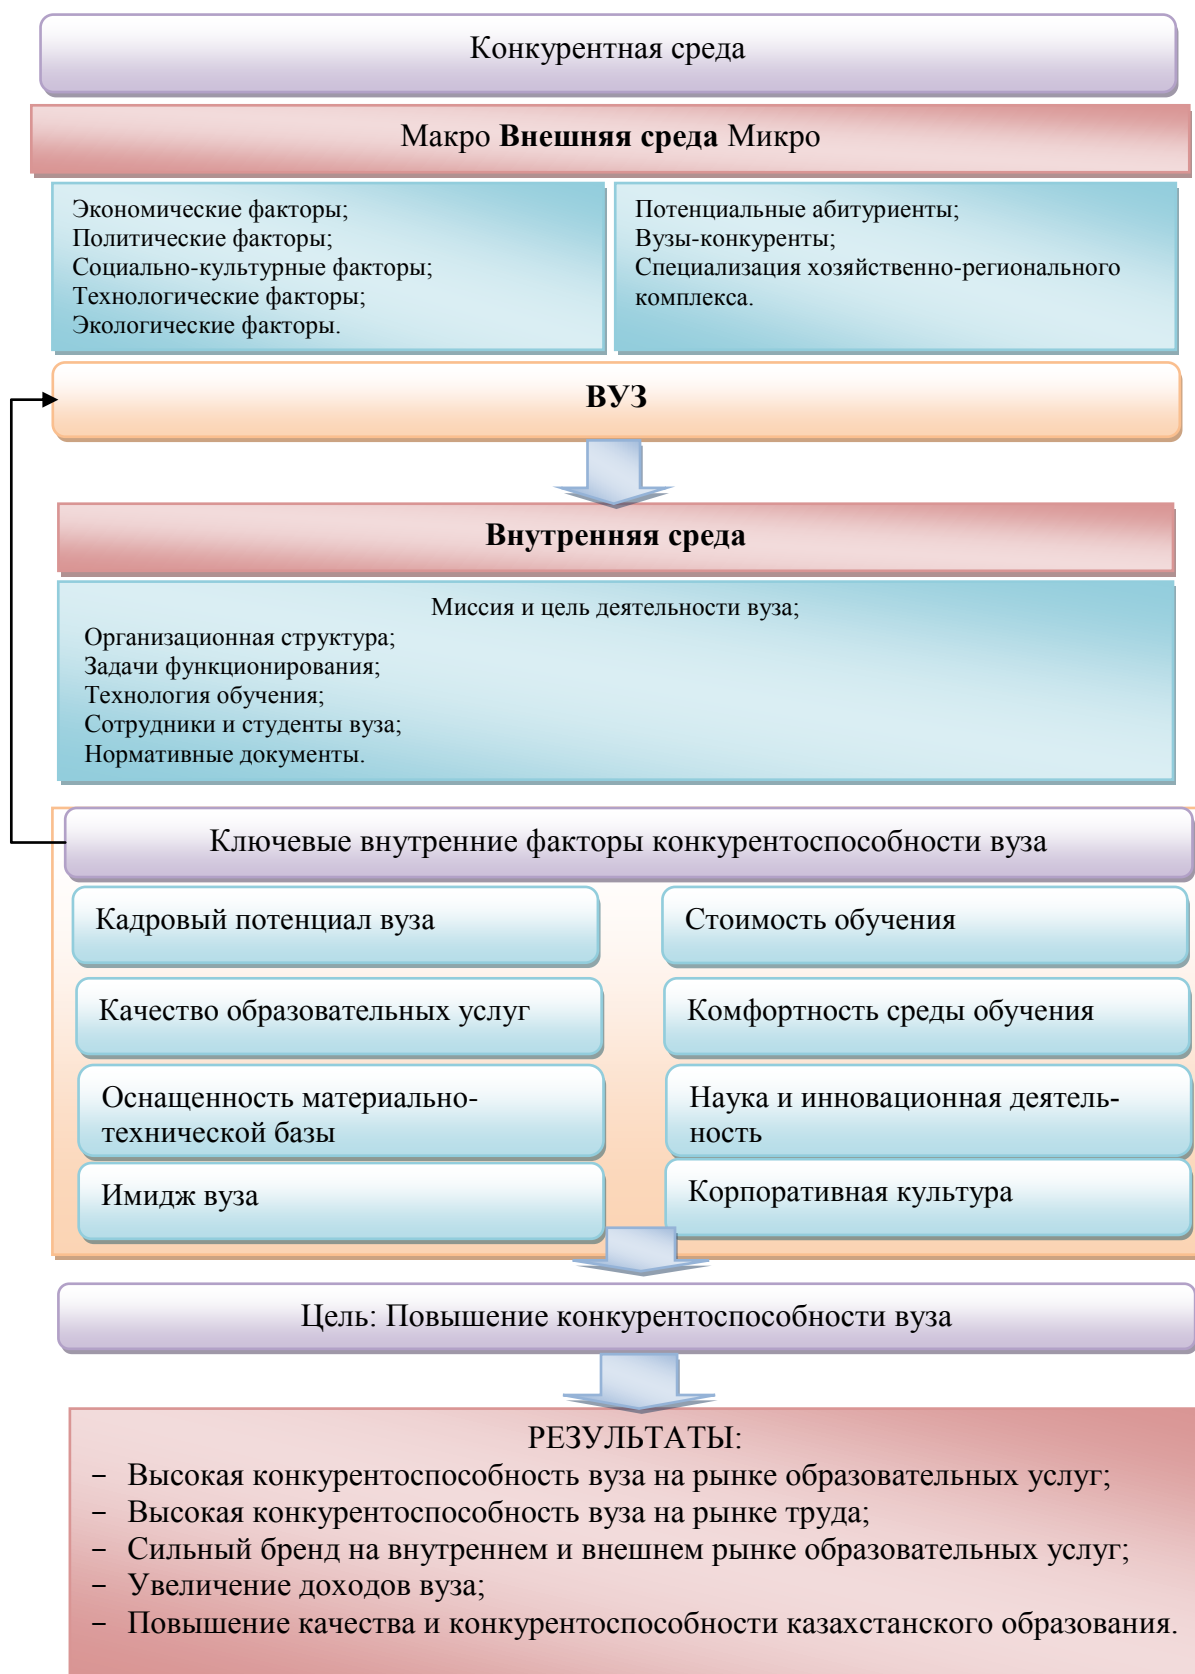 Конкурентная среда
Макро Внешняя среда Микро
Экономические факторы;
Политические факторы;
Социально-культурные факторы;
Технологические факторы;
Экологические факторы.
Потенциальные абитуриенты;
Вузы-конкуренты;
Специализация хозяйственно-регионального
комплекса.
ВУЗ
Внутренняя среда
Миссия и цель деятельности вуза;
Организационная структура;
Задачи функционирования;
Технология обучения;
Сотрудники и студенты вуза;
Нормативные документы.
Ключевые внутренние факторы конкурентоспособности вуза
Кадровый потенциал вуза
Стоимость обучения
Качество образовательных услуг
Комфортность среды обучения
Оснащенность материально-
технической базы
Наука и инновационная деятель-
ность
Имидж вуза
Корпоративная культура
Цель: Повышение конкурентоспособности вуза
РЕЗУЛЬТАТЫ:
– Высокая конкурентоспособность вуза на рынке образовательных услуг;
– Высокая конкурентоспособность вуза на рынке труда;
– Сильный бренд на внутреннем и внешнем рынке образовательных услуг;
– Увеличение доходов вуза;
– Повышение качества и конкурентоспособности казахстанского образования.